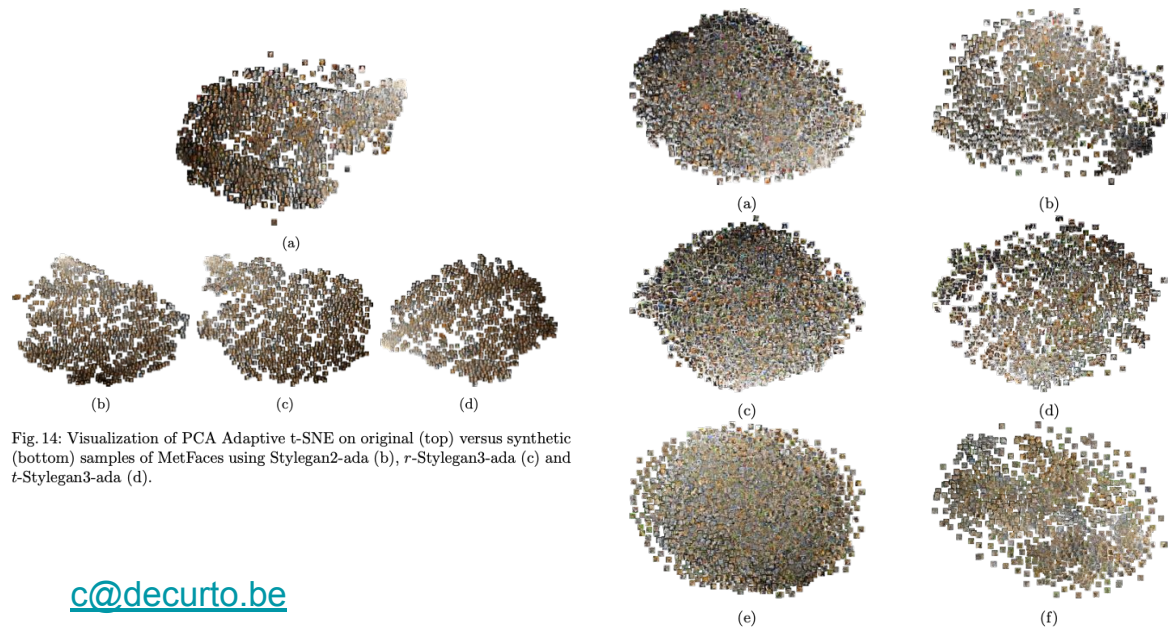 (a)
(b)
(c)
(d)
Fig. 14: Visualization of PCA Adaptive t-SNE on original (top) versus synthetic
(bottom) samples of MetFaces using Stylegan2-ada (b), r-Stylegan3-ada (c) and
t-Stylegan3-ada (d).
c@decurto.be
(a)
(b)
(c)
(d)
(e)
(f)